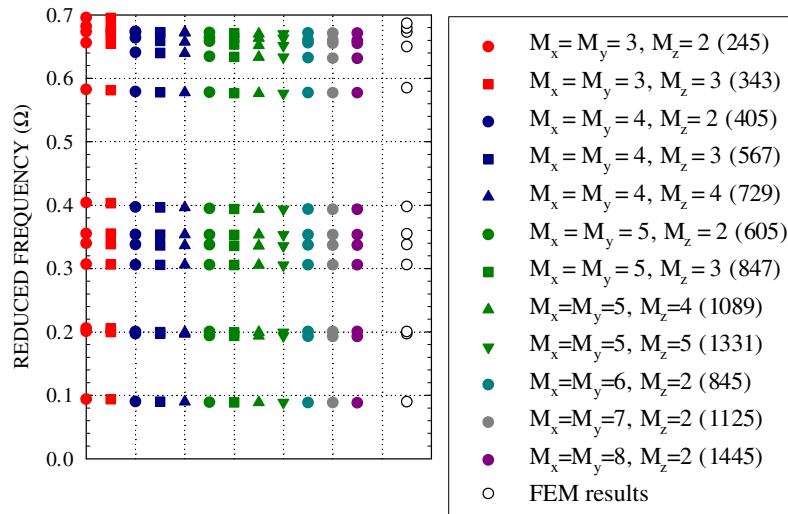 0.7
0.6
0.5
0.4
0.3
0.2
0.1
0.0
REDUCED FREQUENCY (Ω)
M_x = M_y = 3, M_z = 2 (245)
M_x = M_y = 3, M_z = 3 (343)
M_x = M_y = 4, M_z = 2 (405)
M_x = M_y = 4, M_z = 3 (567)
M_x = M_y = 4, M_z = 4 (729)
M_x = M_y = 5, M_z = 2 (605)
M_x = M_y = 5, M_z = 3 (847)
M_x=M_y=5, M_z=4 (1089)
M_x=M_y=5, M_z=5 (1331)
M_x=M_y=6, M_z=2 (845)
M_x=M_y=7, M_z=2 (1125)
M_x=M_y=8, M_z=2 (1445)
FEM results